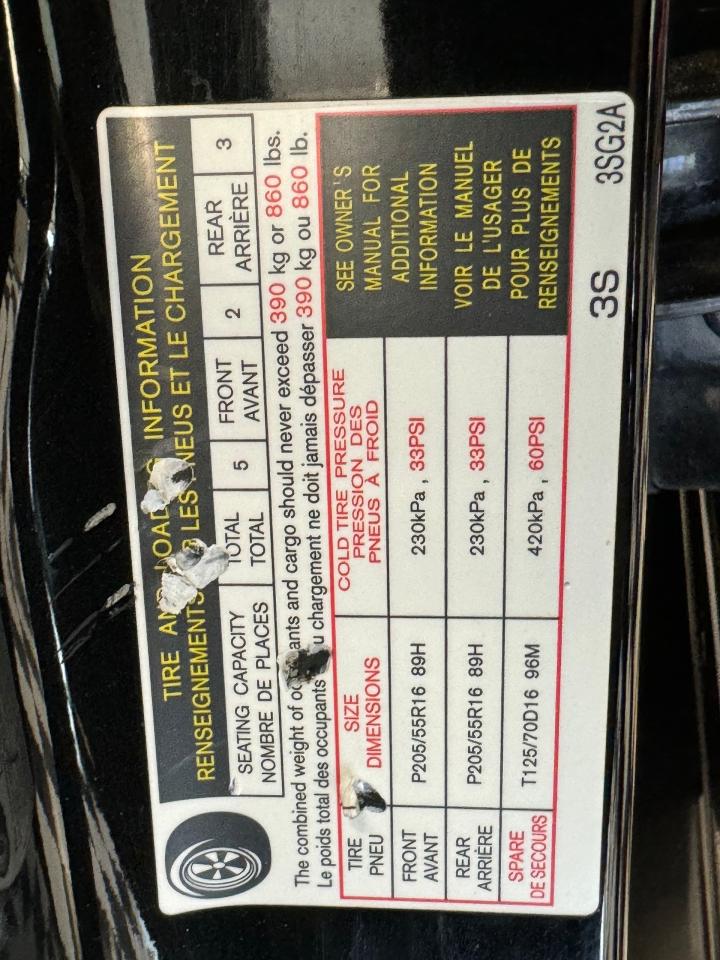 TIRE AND LOADING INFORMATION
RENSEIGNEMENTS LES PNEUS ET LE CHARGEMENT
SEATING CAPACITY
NOMBRE DE PLACES
TOTAL
TOTAL
5
FRONT
AVANT
2
REAR
ARRIÈRE
3
The combined weight of occupants and cargo should never exceed 390 kg or 860 lbs.
Le poids total des occupants du chargement ne doit jamais dépasser 390 kg ou 860 lb.
TIRE
PNEU
SIZE
DIMENSIONS
COLD TIRE PRESSURE
PRESSION DES
PNEUS À FROID
FRONT
AVANT
P205/55R16 89H
230kPa , 33PSI
REAR
ARRIÈRE
P205/55R16 89H
230kPa , 33PSI
SPARE
DE SECOURS
T125/70D16 96M
420kPa , 60PSI
SEE OWNER'S
MANUAL FOR
ADDITIONAL
INFORMATION
VOIR LE MANUEL
DE L'USAGER
POUR PLUS DE
RENSEIGNEMENTS
3S 3SG2A